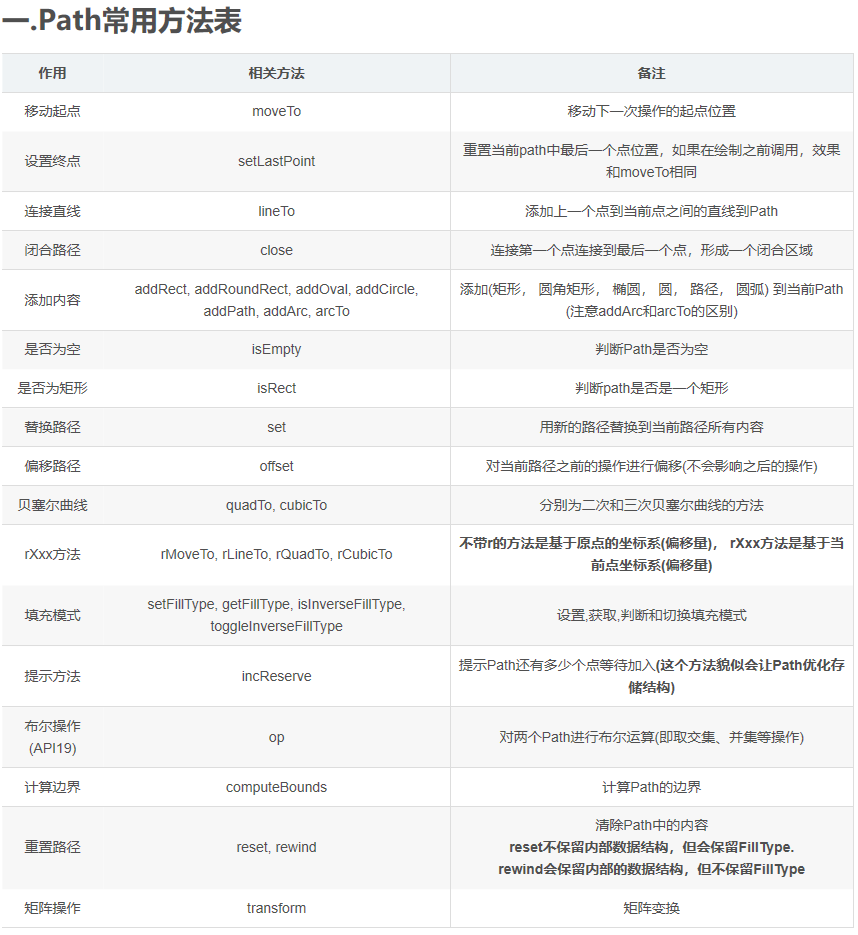 一.Path常用方法表
作用 相关方法 备注
移动起点 moveTo 移动下一次操作的起点位置
设置终点 setLastPoint 重置当前path中最后一个点位置，如果在绘制之前调用，效果
和moveTo相同
连接直线 lineTo 添加上一个点到当前点之间的直线到Path
闭合路径 close 连接第一个点连接到最后一个点，形成一个闭合区域
添加内容 addRect, addRoundRect, addOval, addCircle, 添加(矩形， 圆角矩形， 椭圆， 圆， 路径， 圆弧) 到当前Path
addPath, addArc, arcTo (注意addArc和arcTo的区别)
是否为空 isEmpty 判断Path是否为空
是否为矩形 isRect 判断path是否是一个矩形
替换路径 set 用新的路径替换到当前路径所有内容
偏移路径 offset 对当前路径之前的操作进行偏移(不会影响之后的操作)
贝塞尔曲线 quadTo, cubicTo 分别为二次和三次贝塞尔曲线的方法
rXxx方法 rMoveTo, rLineTo, rQuadTo, rCubicTo 不带r的方法是基于原点的坐标系(偏移量)， rXxx方法是基于当
前点坐标系(偏移量)
填充模式 setFillType, getFillType, isInverseFillType, 设置,获取,判断和切换填充模式
toggleInverseFillType
提示方法 incReserve 提示Path还有多少个点等待加入(这个方法貌似会让Path优化存
储结构)
布尔操作 op 对两个Path进行布尔运算(即取交集、并集等操作)
(API19)
计算边界 computeBounds 计算Path的边界
重置路径 reset, rewind 清除Path中的内容
reset不保留内部数据结构，但会保留FillType.
rewind会保留内部的数据结构，但不保留FillType
矩阵操作 transform 矩阵变换